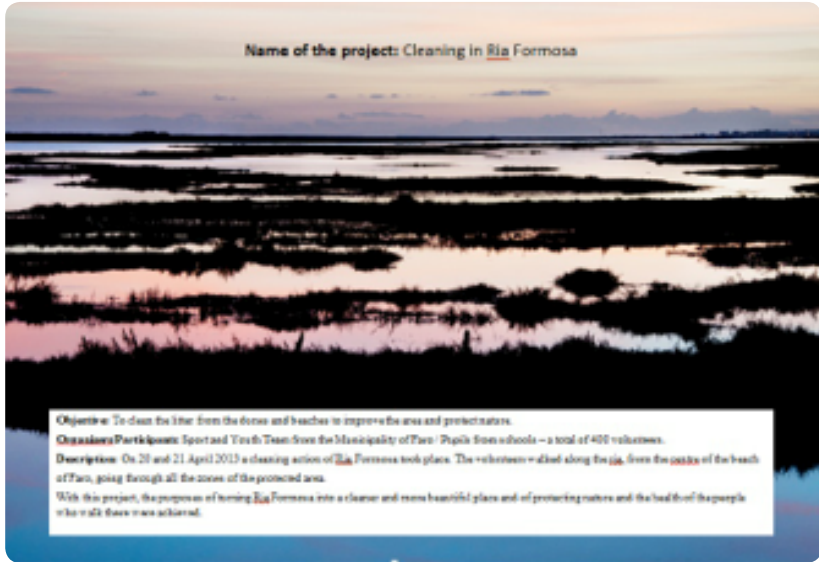 Name of the project: Cleaning in Ria Formosa
Objective: To clean the litter from the dunes and beaches to improve the area and protect nature.
Organisers/Participants: Sport and Youth Team from the Municipality of Faro / Pupils from schools – a total of 400 volunteers.
Description: On 20 and 21 April 2013 a cleaning action of Ria Formosa took place. The volunteers walked along the ria, from the centre of the beach
of Faro, going through all the zones of the protected area.
With this project, the purposes of turning Ria Formosa into a cleaner and more beautiful place and of protecting nature and the health of the people
who walk there were achieved.